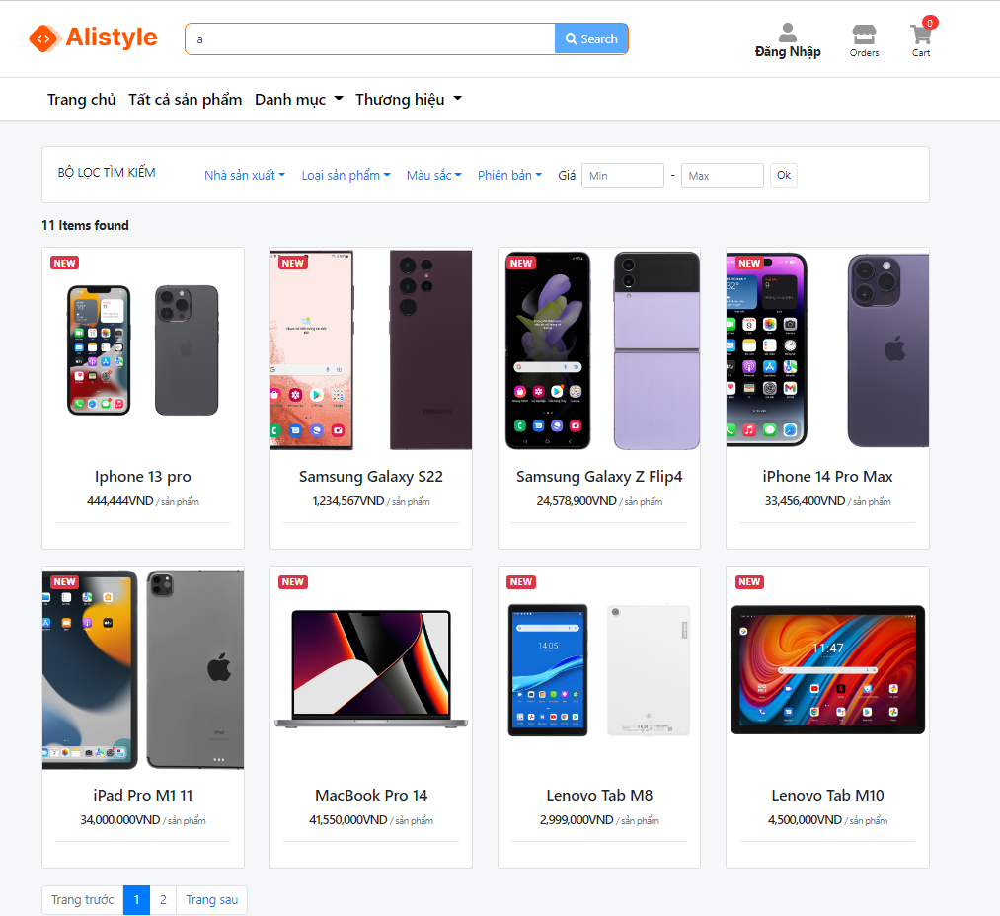 Alistyle
a
Search
Đăng Nhập
Orders
0
Cart
Trang chủ Tất cả sản phẩm Danh mục Thương hiệu
BỘ LỌC TÌM KIẾM Nhà sản xuất Loại sản phẩm Màu sắc Phiên bản Giá Min - Max Ok
11 Items found
NEW NEW NEW NEW
Iphone 13 pro
444,444VND / sản phẩm
Samsung Galaxy S22
1,234,567VND / sản phẩm
Samsung Galaxy Z Flip4
24,578,900VND / sản phẩm
iPhone 14 Pro Max
33,456,400VND / sản phẩm
NEW NEW NEW NEW
14:05
11:47
iPad Pro M1 11
34,000,000VND / sản phẩm
MacBook Pro 14
41,550,000VND / sản phẩm
Lenovo Tab M8
2,999,000VND / sản phẩm
Lenovo Tab M10
4,500,000VND / sản phẩm
Trang trước 1 2 Trang sau